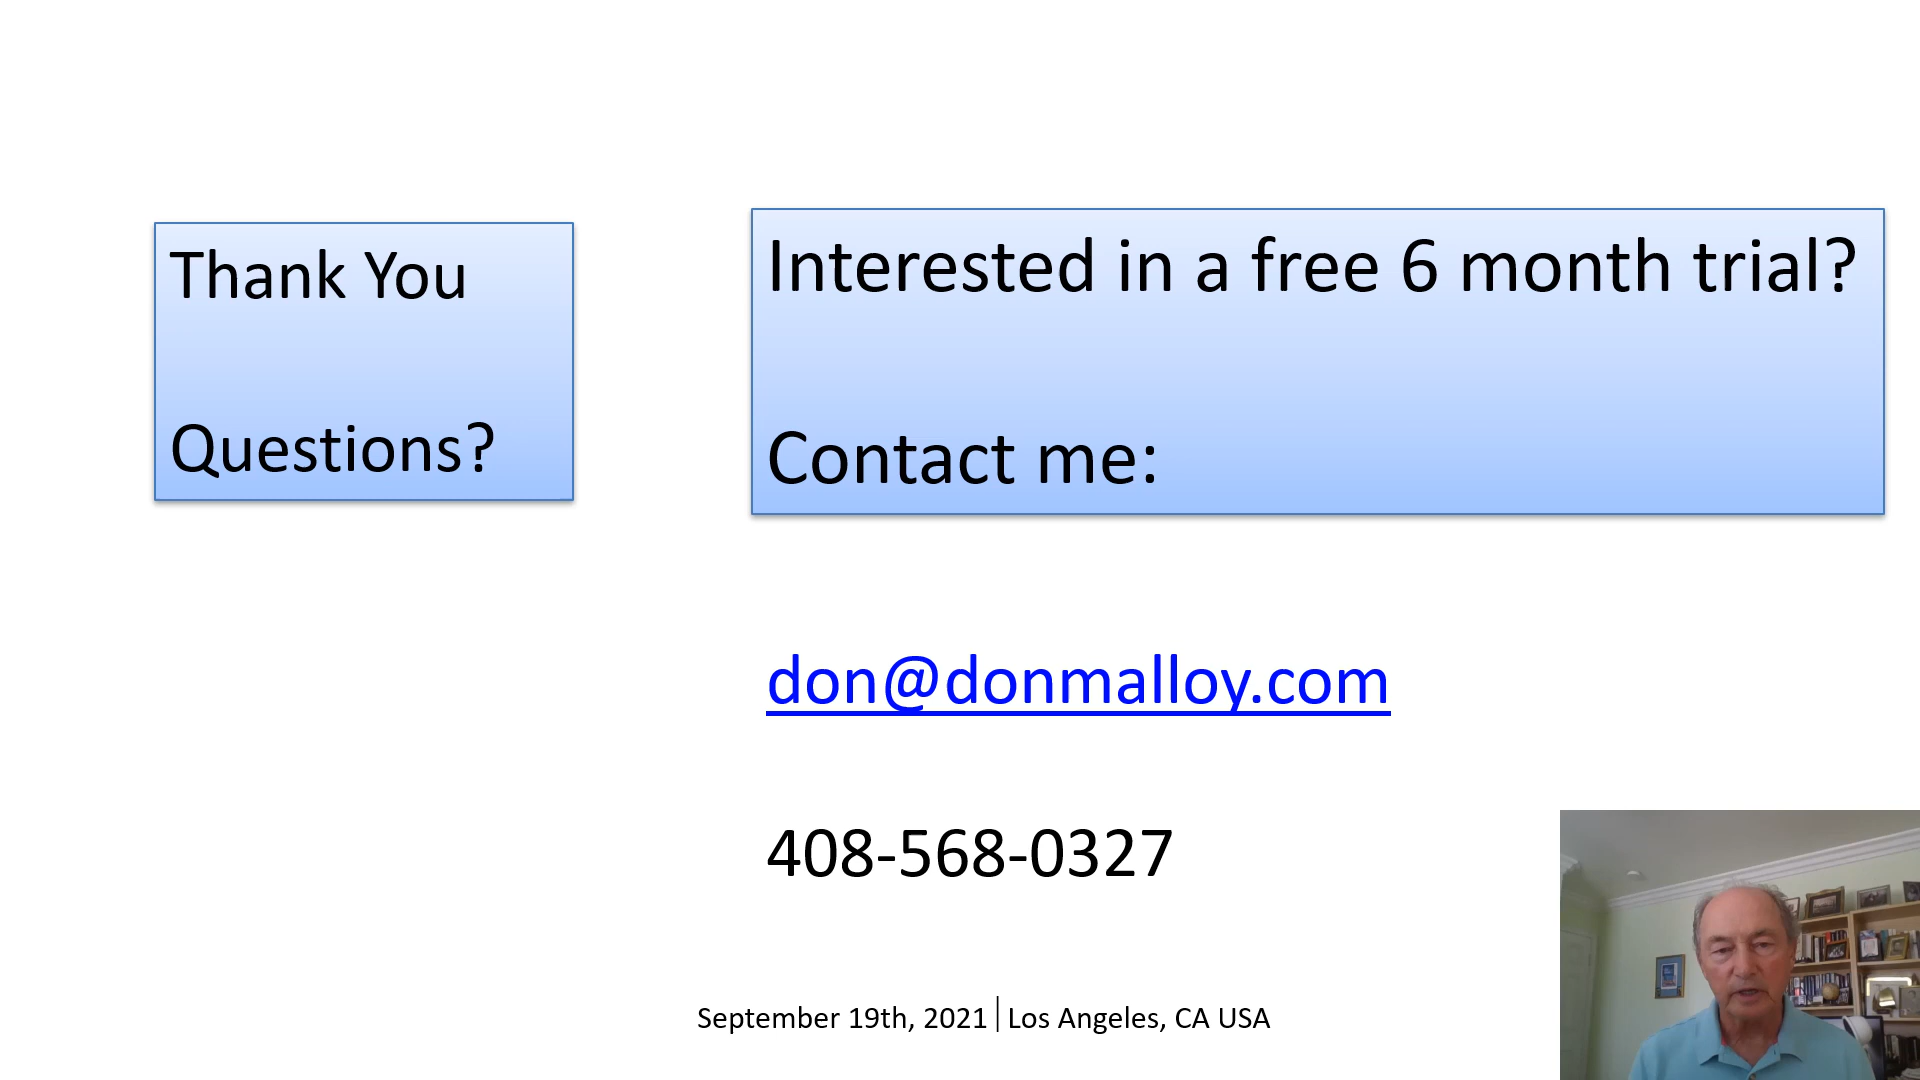 Thank You
Questions?
Interested in a free 6 month trial?
Contact me:
don@donmalloy.com
408-568-0327
September 19th, 2021 | Los Angeles, CA USA